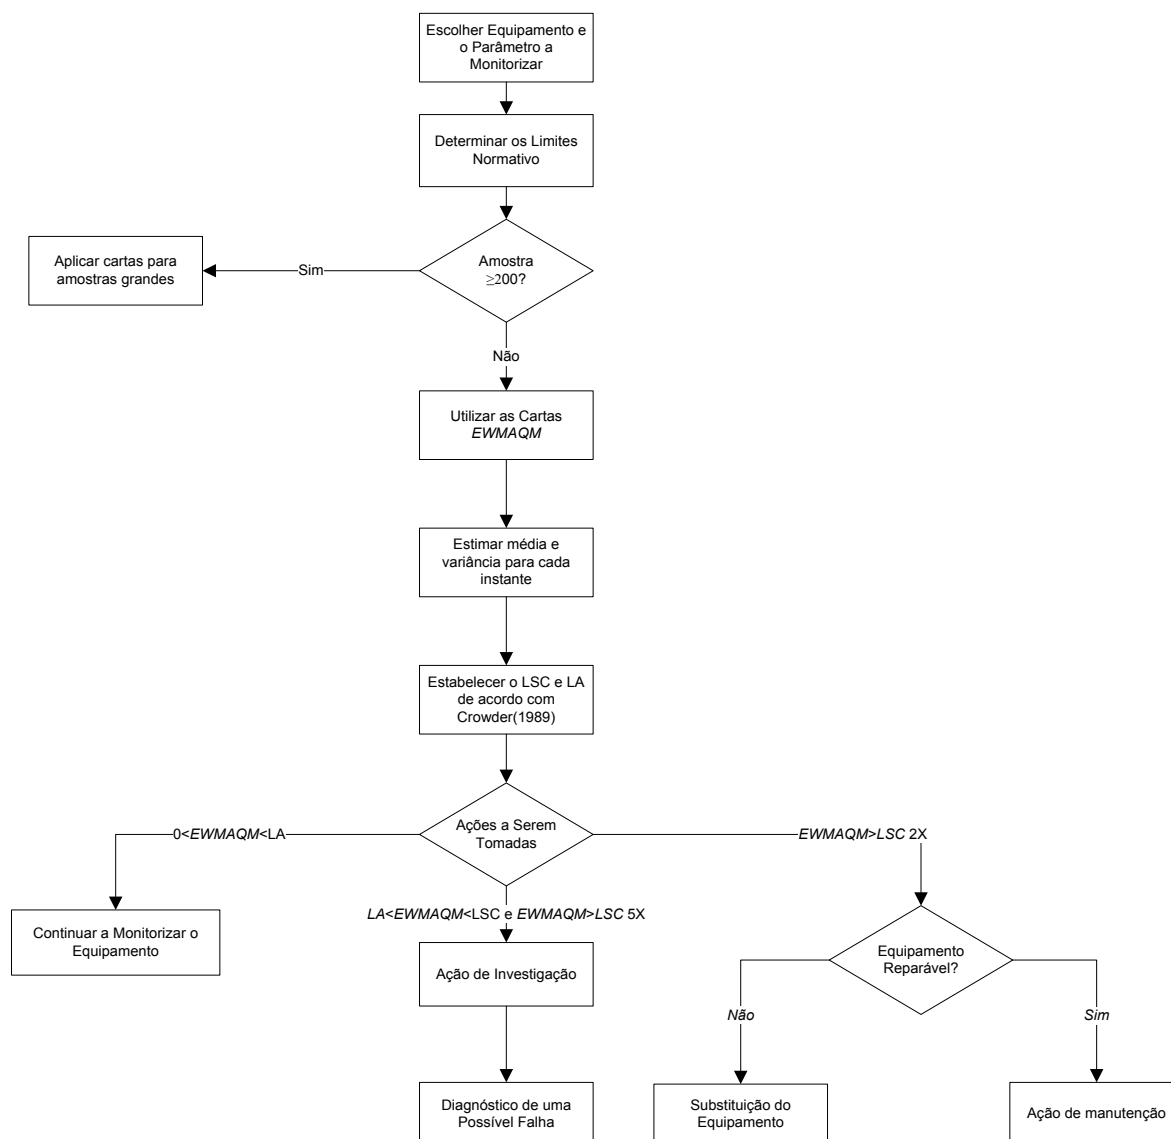 Escolher Equipamento e
o Parâmetro a
Monitorizar
Determinar os Limites
Normativo
Amostra
≥200?
Sim
Aplicar cartas para
amostras grandes
Não
Utilizar as Cartas
EWMAQM
Estimar média e
variância para cada
instante
Estabelecer o LSC e LA
de acordo com
Crowder(1989)
Ações a Serem
Tomadas
0<EWMAQM<LA
EWMAQM>LSC 2X
LA<EWMAQM<LSC e EWMAQM>LSC 5X
Continuar a Monitorizar o
Equipamento
Ação de Investigação
Equipamento
Reparável?
Não
Sim
Diagnóstico de uma
Possível Falha
Substituição do
Equipamento
Ação de manutenção